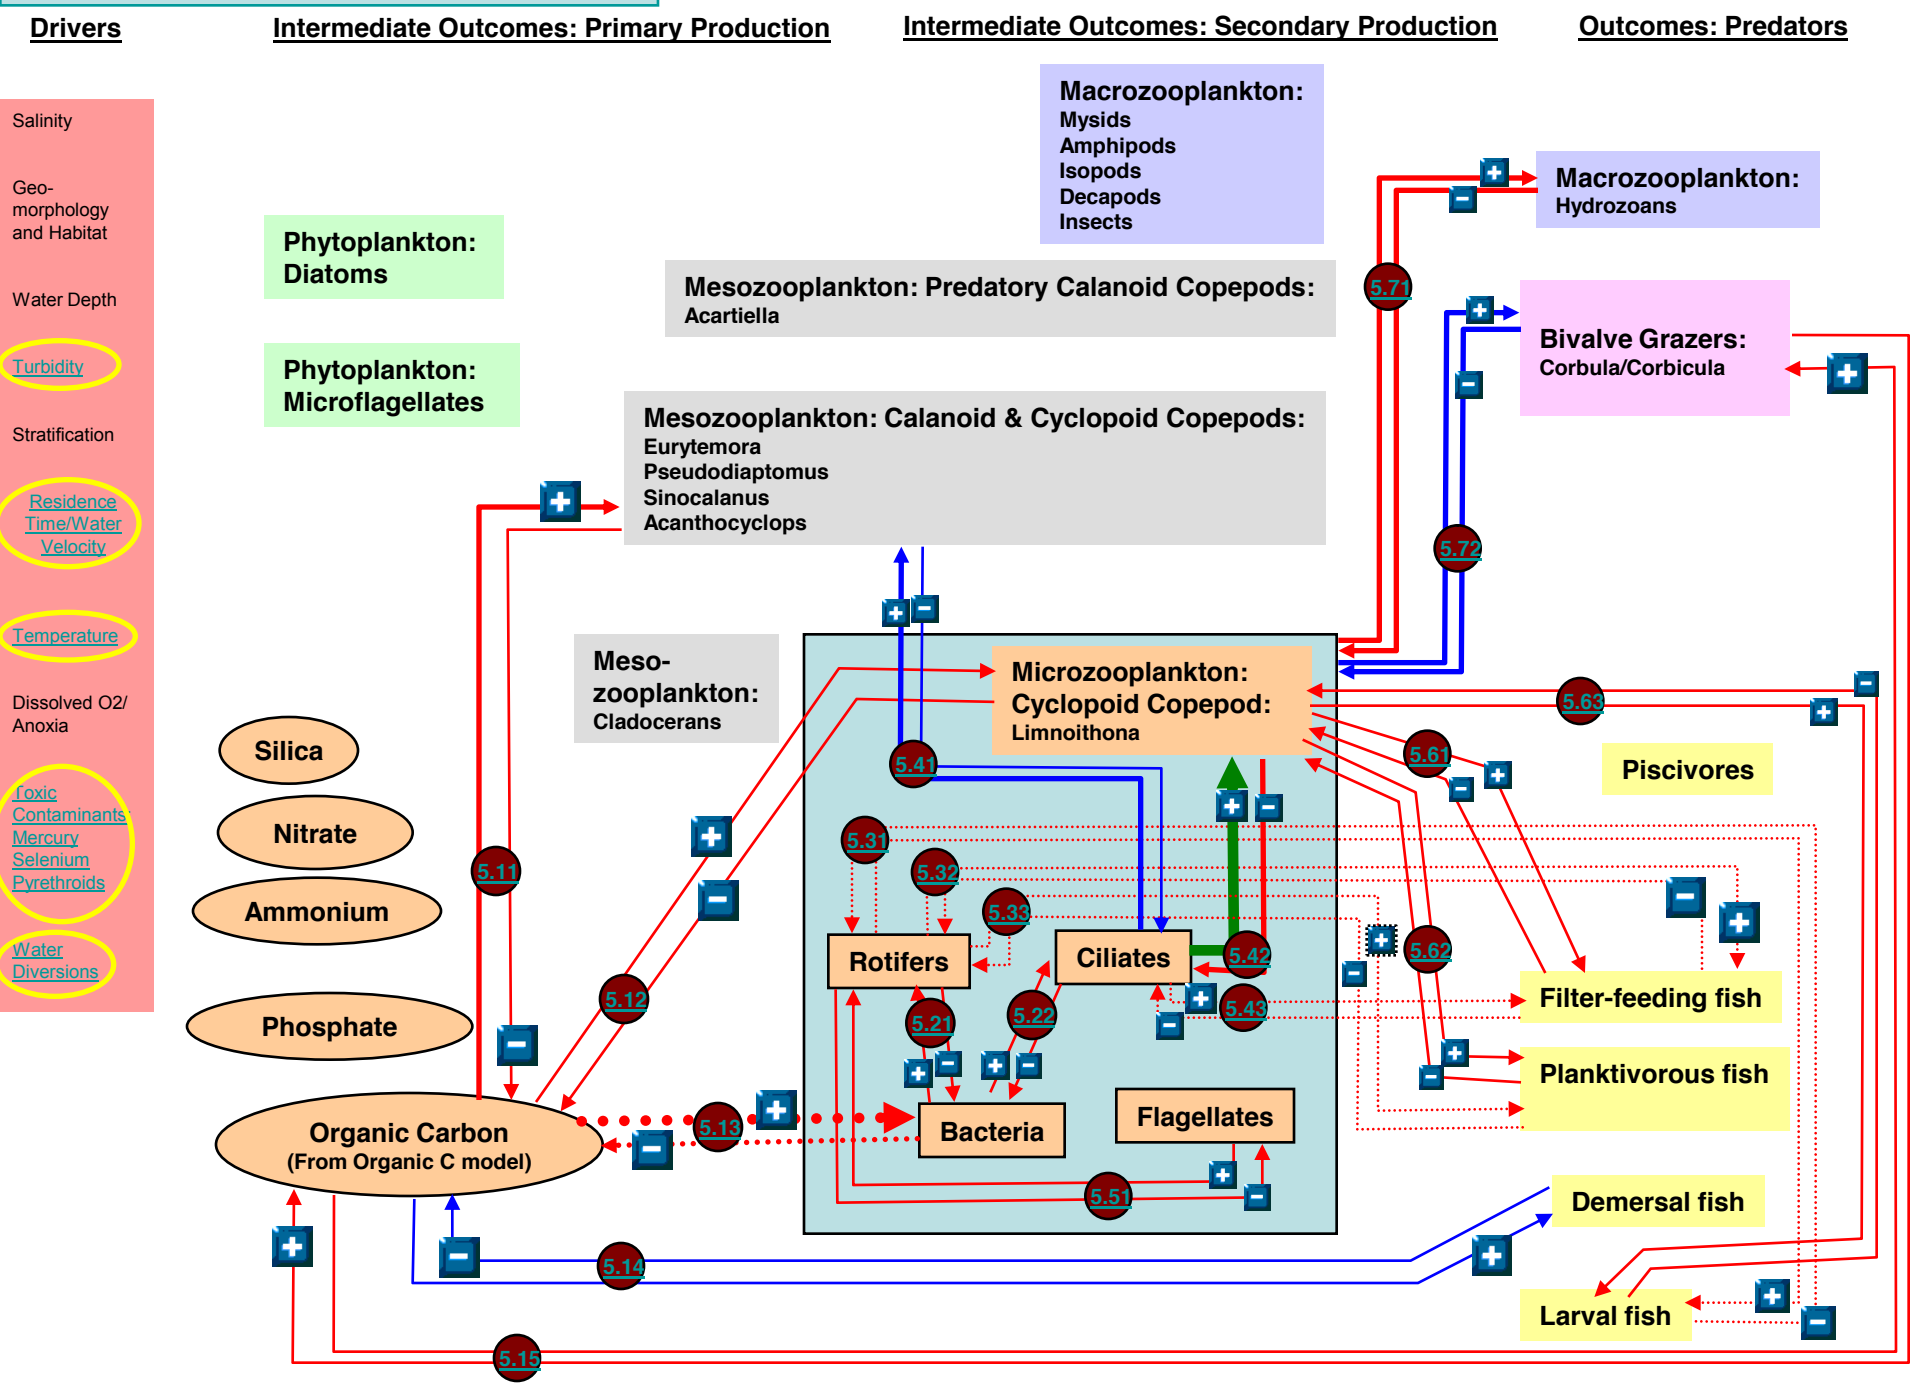 Drivers
Intermediate Outcomes: Primary Production
Intermediate Outcomes: Secondary Production
Outcomes: Predators
Salinity
Geo-
morphology
and Habitat
Water Depth
Turbidity
Stratification
Residence
Time/Water
Velocity
Temperature
Dissolved O2/
Anoxia
Toxic
Contaminants
Mercury
Selenium
Pyrethroids
Water
Diversions
Phytoplankton:
Diatoms
Phytoplankton:
Microflagellates
Silica
Nitrate
Ammonium
Phosphate
Organic Carbon
(From Organic C model)
Macrozooplankton:
Mysids
Amphipods
Isopods
Decapods
Insects
Mesozooplankton: Predatory Calanoid Copepods:
Acartiella
Mesozooplankton: Calanoid & Cyclopoid Copepods:
Eurytemora
Pseudodiaptomus
Sinocalanus
Acanthocyclops
Meso-
zooplankton:
Cladocerans
Microzooplankton:
Cyclopoid Copepod:
Limnoithona
Rotifers
Ciliates
Bacteria
Flagellates
Macrozooplankton:
Hydrozoans
Bivalve Grazers:
Corbula/Corbicula
Piscivores
Filter-feeding fish
Planktivorous fish
Demersal fish
Larval fish
5.71
5.72
5.63
5.61
5.62
5.41
5.31
5.32
5.33
5.42
5.43
5.21
5.22
5.51
5.11
5.12
5.13
5.14
5.15